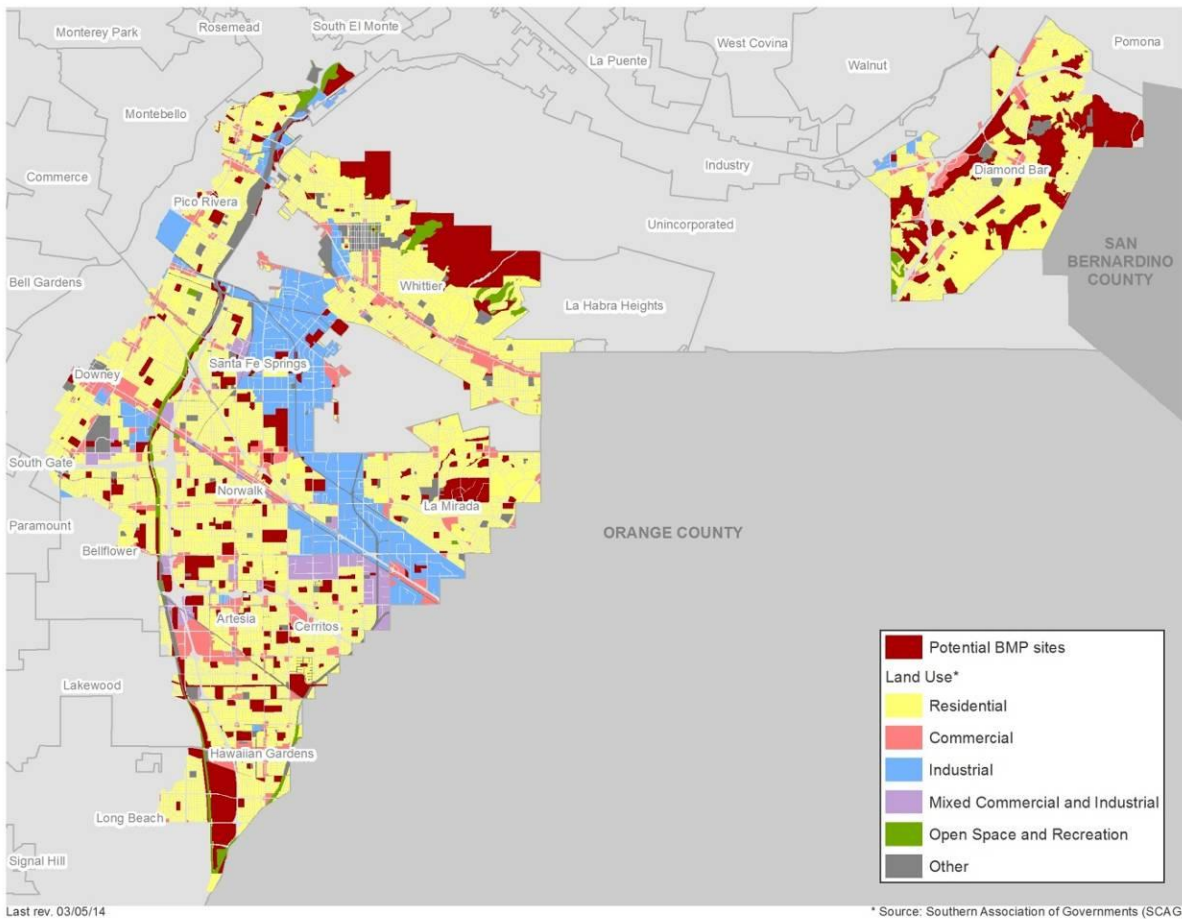 Monterey Park
Rosemead
South El Monte
West Covina
Pomona
La Puente
Walnut
Montebello
Industry
Commerce
Diamond Bar
Pico Rivera
Unincorporated
SAN
BERNARDINO
COUNTY
Bell Gardens
Whittier
La Habra Heights
Santa Fe Springs
Downey
South Gate
Norwalk
La Mirada
Paramount
ORANGE COUNTY
Bellflower
Artesia
Cerritos
Lakewood
Hawaiian Gardens
Long Beach
Signal Hill
Potential BMP sites
Land Use*
Residential
Commercial
Industrial
Mixed Commercial and Industrial
Open Space and Recreation
Other
Last rev. 03/05/14
* Source: Southern Association of Governments (SCAG